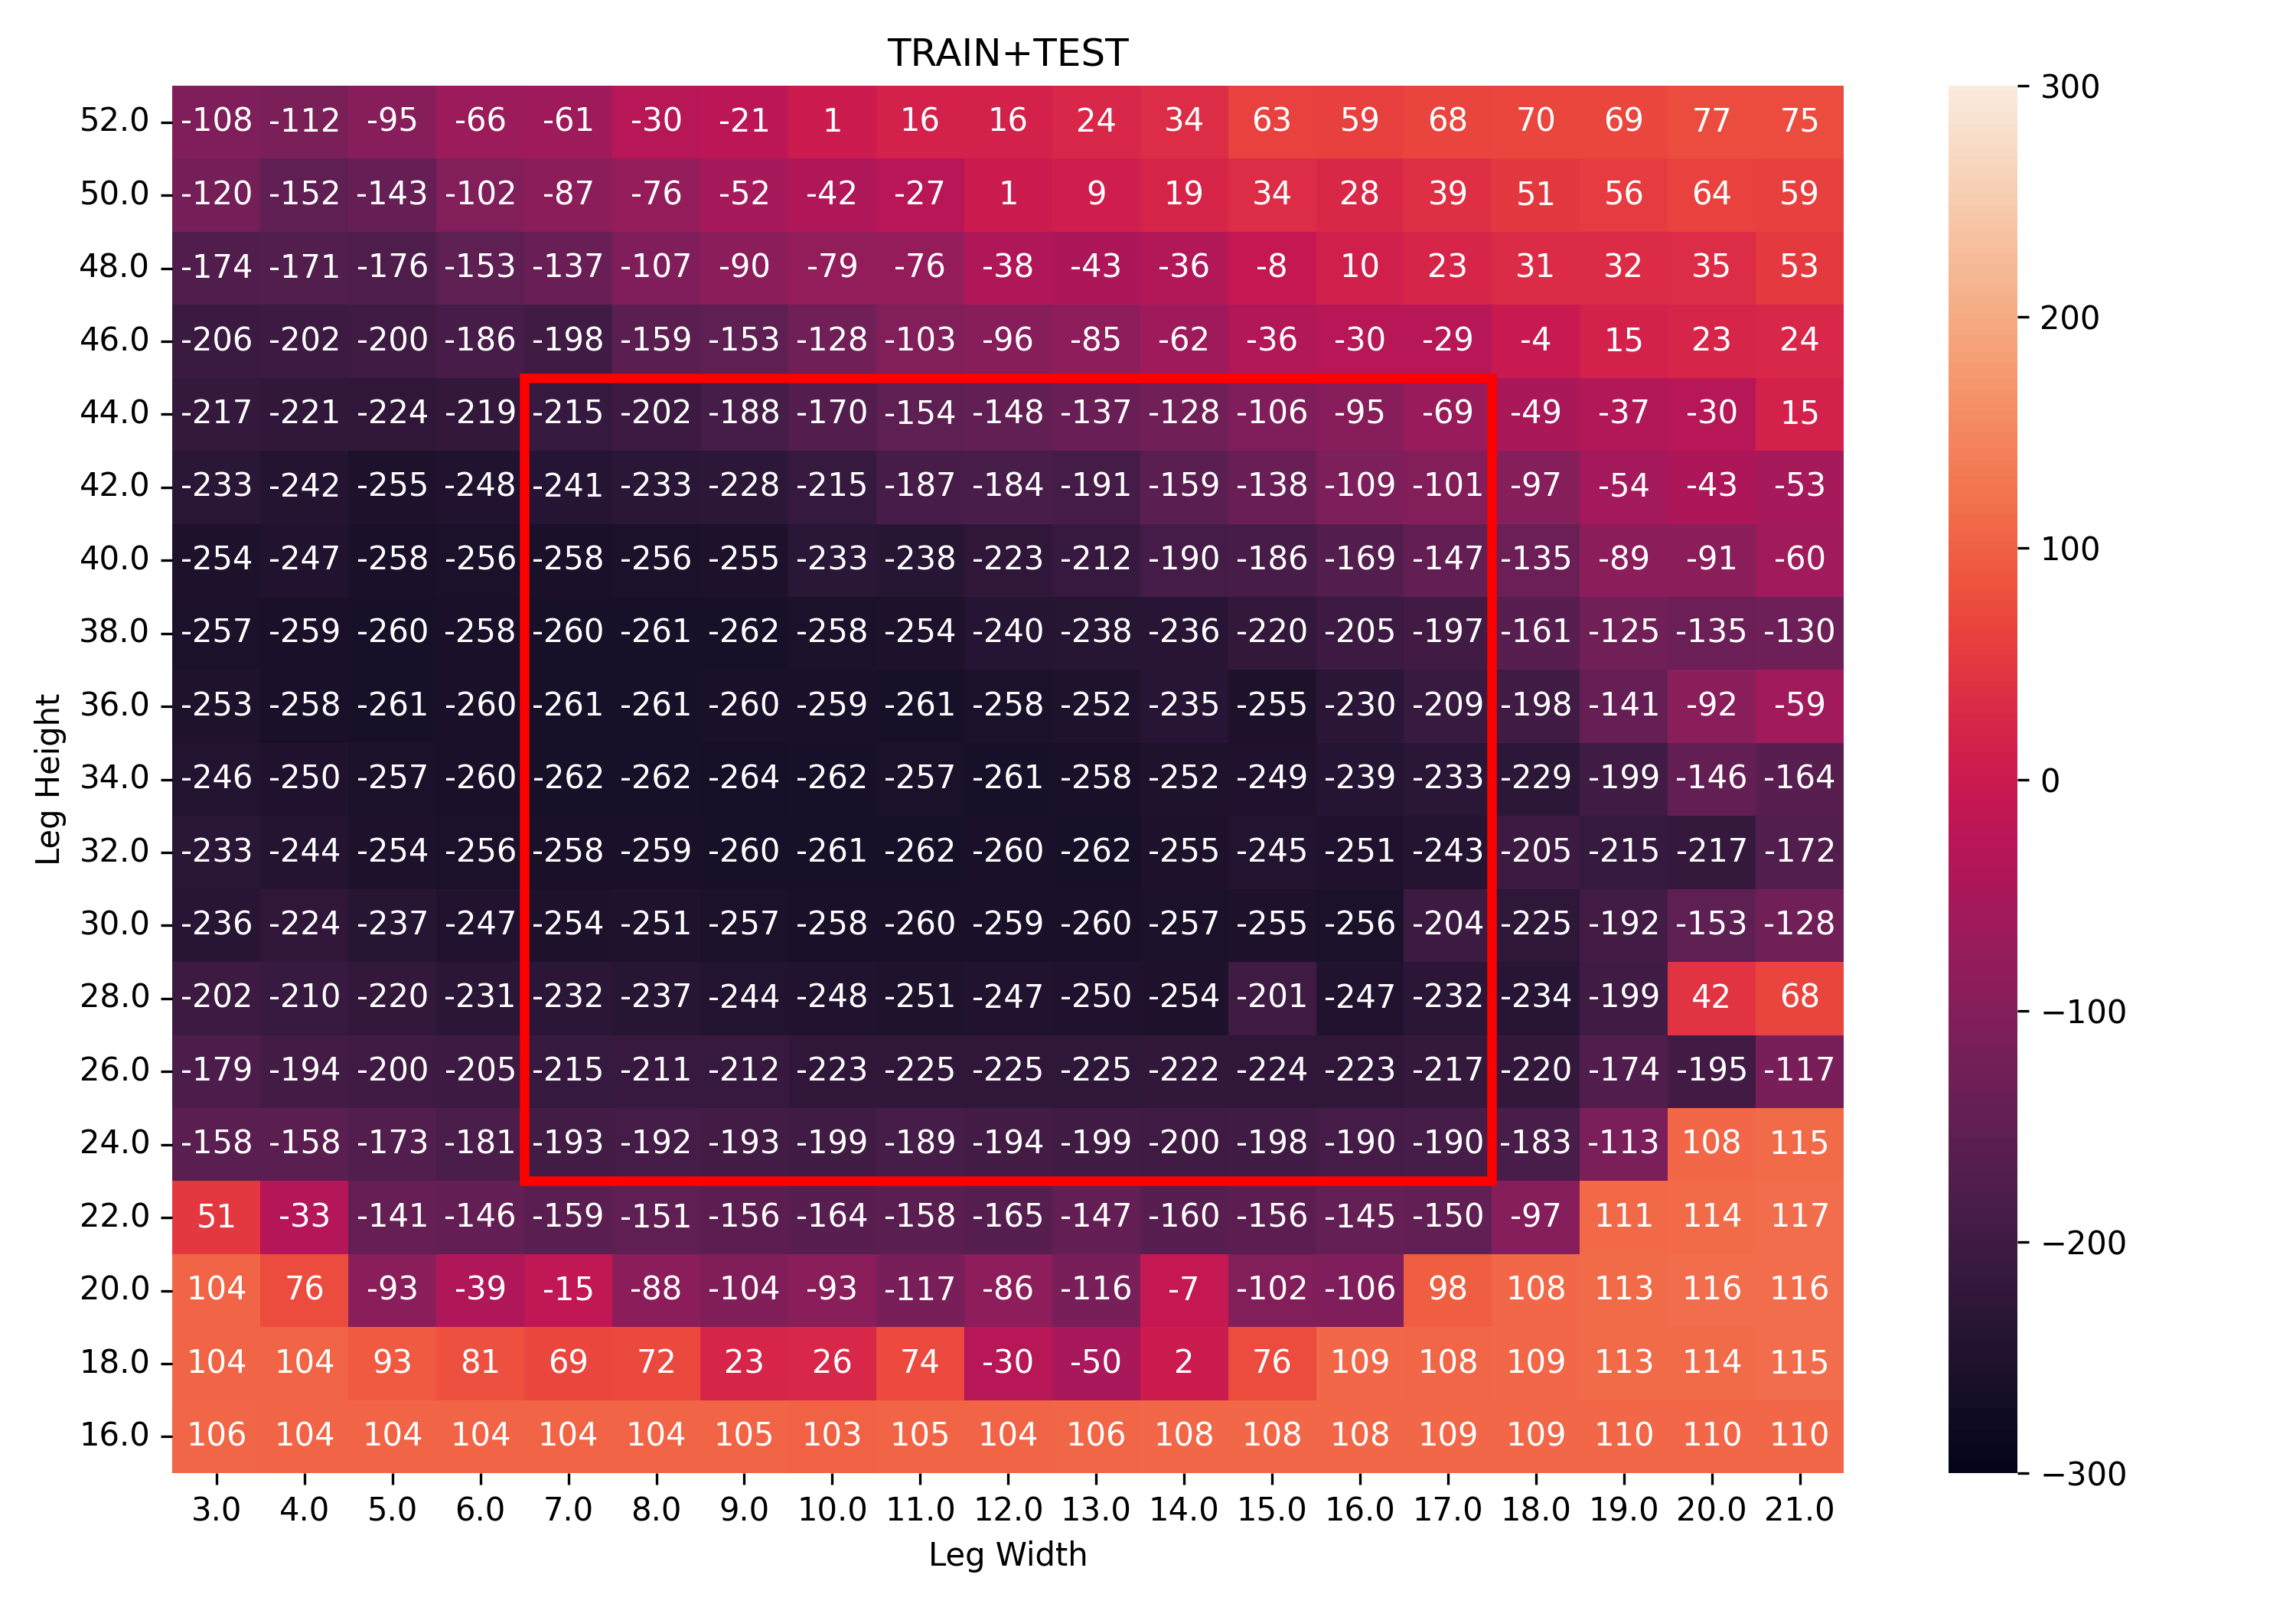 TRAIN+TEST
52.0 -108 -112 -95 -66 -61 -30 -21 1 16 16 24 34 63 59 68 70 69 77 75
50.0 -120 -152 -143 -102 -87 -76 -52 -42 -27 1 9 19 34 28 39 51 56 64 59
48.0 -174 -171 -176 -153 -137 -107 -90 -79 -76 -38 -43 -36 -8 10 23 31 32 35 53
46.0 -206 -202 -200 -186 -198 -159 -153 -128 -103 -96 -85 -62 -36 -30 -29 -4 15 23 24
44.0 -217 -221 -224 -219 -215 -202 -188 -170 -154 -148 -137 -128 -106 -95 -69 -49 -37 -30 15
42.0 -233 -242 -255 -248 -241 -233 -228 -215 -187 -184 -191 -159 -138 -109 -101 -97 -54 -43 -53
40.0 -254 -247 -258 -256 -258 -256 -255 -233 -238 -223 -212 -190 -186 -169 -147 -135 -89 -91 -60
38.0 -257 -259 -260 -258 -260 -261 -262 -258 -254 -240 -238 -236 -220 -205 -197 -161 -125 -135 -130
36.0 -253 -258 -261 -260 -261 -261 -260 -259 -261 -258 -252 -235 -255 -230 -209 -198 -141 -92 -59
34.0 -246 -250 -257 -260 -262 -262 -264 -262 -257 -261 -258 -252 -249 -239 -233 -229 -199 -146 -164
32.0 -233 -244 -254 -256 -258 -259 -260 -261 -262 -260 -262 -255 -245 -251 -243 -205 -215 -217 -172
30.0 -236 -224 -237 -247 -254 -251 -257 -258 -260 -259 -260 -257 -255 -256 -204 -225 -192 -153 -128
28.0 -202 -210 -220 -231 -232 -237 -244 -248 -251 -247 -250 -254 -201 -247 -232 -234 -199 42 68
26.0 -179 -194 -200 -205 -215 -211 -212 -223 -225 -225 -225 -222 -224 -223 -217 -220 -174 -195 -117
24.0 -158 -158 -173 -181 -193 -192 -193 -199 -189 -194 -199 -200 -198 -190 -190 -183 -113 108 115
22.0 51 -33 -141 -146 -159 -151 -156 -164 -158 -165 -147 -160 -156 -145 -150 -97 111 114 117
20.0 104 76 -93 -39 -15 -88 -104 -93 -117 -86 -116 -7 -102 -106 98 108 113 116 116
18.0 104 104 93 81 69 72 23 26 74 -30 -50 2 76 109 108 109 113 114 115
16.0 106 104 104 104 104 104 105 103 105 104 106 108 108 108 109 109 110 110 110
3.0 4.0 5.0 6.0 7.0 8.0 9.0 10.0 11.0 12.0 13.0 14.0 15.0 16.0 17.0 18.0 19.0 20.0 21.0
Leg Width
Leg Height
300
200
100
0
−100
−200
−300